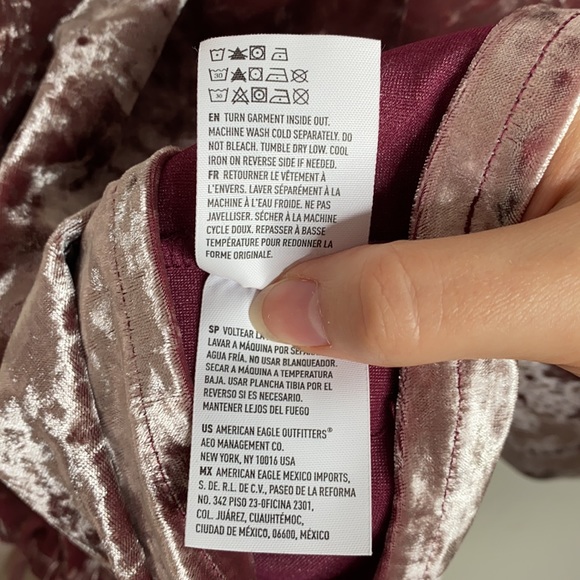 EN TURN GARMENT INSIDE OUT.
MACHINE WASH COLD SEPARATELY. DO
NOT BLEACH. TUMBLE DRY LOW. COOL
IRON ON REVERSE SIDE IF NEEDED.
FR RETOURNER LE VÊTEMENT À
L'ENVERS. LAVER SÉPARÉMENT À LA
MACHINE À L'EAU FROIDE. NE PAS
JAVELLISER. SÉCHER À LA MACHINE
CYCLE DOUX. REPASSER À BASSE
TEMPÉRATURE POUR REDONNER LA
FORME ORIGINALE.
SP VOLTEAR
LAVAR A MÁQUINA POR
AGUA FRÍA. NO USAR BLANQUEADOR.
SECAR A MÁQUINA A TEMPERATURA
BAJA. USAR PLANCHA TIBIA POR EL
REVERSO SI ES NECESARIO.
MANTENER LEJOS DEL FUEGO
US AMERICAN EAGLE OUTFITTERS®
AEO MANAGEMENT CO.
NEW YORK, NY 10016 USA
MX AMERICAN EAGLE MEXICO IMPORTS,
S. DE R.L. DE C.V., PASEO DE LA REFORMA
NO. 342 PISO 23-OFICINA 2301,
COL. JUÁREZ, CUAUHTÉMOC,
CIUDAD DE MÉXICO, 06600, MÉXICO